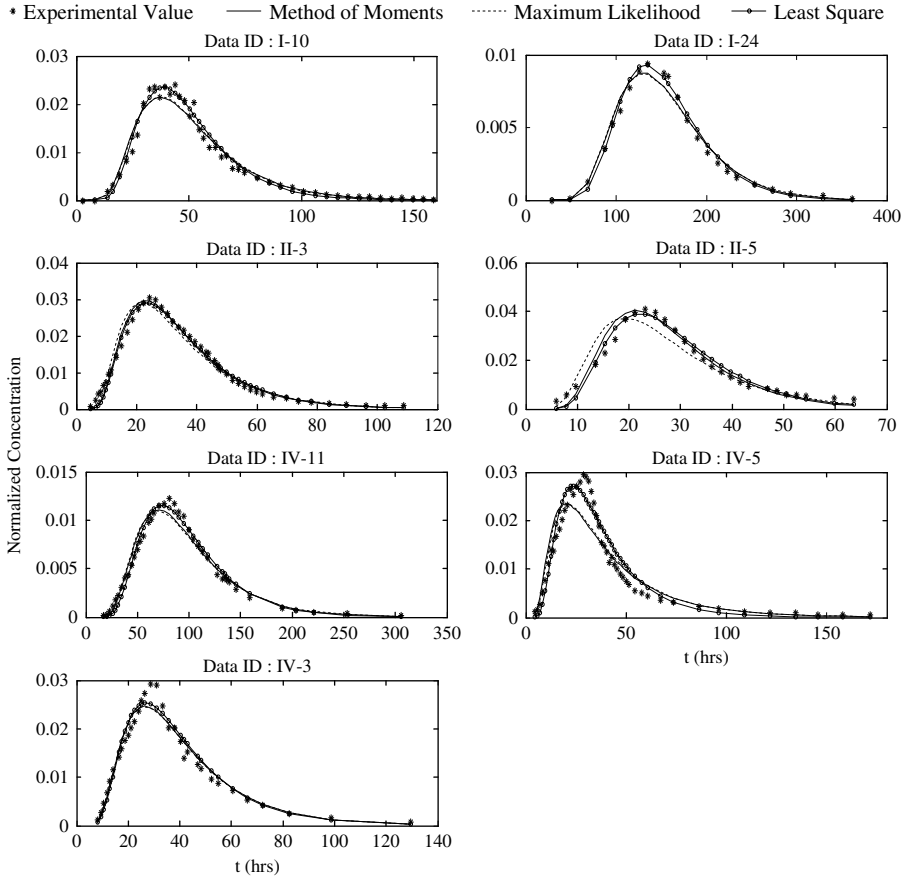 * Experimental Value — Method of Moments ------- Maximum Likelihood —o— Least Square
Data ID : I-10
0.03
0.02
0.01
0
0 50 100 150
Data ID : I-24
0.01
0.005
0
0 100 200 300 400
Data ID : II-3
0.04
0.03
0.02
0.01
0
0 20 40 60 80 100 120
Data ID : II-5
0.06
0.04
0.02
0
0 10 20 30 40 50 60 70
Normalized Concentration
Data ID : IV-11
0.015
0.01
0.005
0
0 50 100 150 200 250 300 350
Data ID : IV-5
0.03
0.02
0.01
0
0 50 100 150
t (hrs)
Data ID : IV-3
0.03
0.02
0.01
0
0 20 40 60 80 100 120 140
t (hrs)